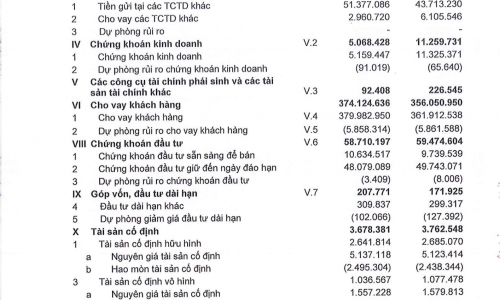 1 Tiền gửi tại các TCTD khác 51.377.086 43.713.230
2 Cho vay các TCTD khác 2.960.720 6.105.546
3 Dự phòng rủi ro - -
IV Chứng khoán kinh doanh V.2 5.068.428 11.259.731
1 Chứng khoán kinh doanh 5.159.447 11.325.371
2 Dự phòng rủi ro chứng khoán kinh doanh (91.019) (65.640)
V Các công cụ tài chính phái sinh và các tài
sản tài chính khác V.3 92.408 226.545
VI Cho vay khách hàng 374.124.636 356.050.950
1 Cho vay khách hàng V.4 379.982.950 361.912.538
2 Dự phòng rủi ro cho vay khách hàng V.5 (5.858.314) (5.861.588)
VIII Chứng khoán đầu tư V.6 58.710.197 59.474.604
1 Chứng khoán đầu tư sẵn sàng để bán 10.634.517 9.739.539
2 Chứng khoán đầu tư giữ đến ngày đáo hạn 48.079.089 49.743.071
3 Dự phòng rủi ro chứng khoán đầu tư (3.409) (8.006)
IX Góp vốn, đầu tư dài hạn V.7 207.771 171.925
4 Đầu tư dài hạn khác 309.837 299.317
5 Dự phòng giảm giá đầu tư dài hạn (102.066) (127.392)
X Tài sản cố định 3.678.381 3.762.548
1 Tài sản cố định hữu hình 2.641.814 2.685.070
a Nguyên giá tài sản cố định 5.137.118 5.123.414
b Hao mòn tài sản cố định (2.495.304) (2.438.344)
3 Tài sản cố định vô hình 1.036.567 1.077.478
a Nguyên giá tài sản cố định 1.557.228 1.579.813